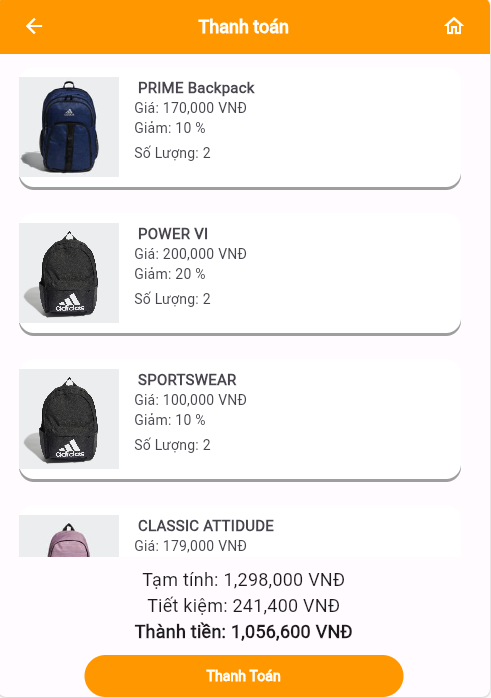 Thanh toán
PRIME Backpack
Giá: 170,000 VNĐ
Giảm: 10 %
Số Lượng: 2
POWER VI
Giá: 200,000 VNĐ
Giảm: 20 %
Số Lượng: 2
adidas
SPORTSWEAR
Giá: 100,000 VNĐ
Giảm: 10 %
Số Lượng: 2
adidas
CLASSIC ATTIDUDE
Giá: 179,000 VNĐ
Tạm tính: 1,298,000 VNĐ
Tiết kiệm: 241,400 VNĐ
Thành tiền: 1,056,600 VNĐ
Thanh Toán